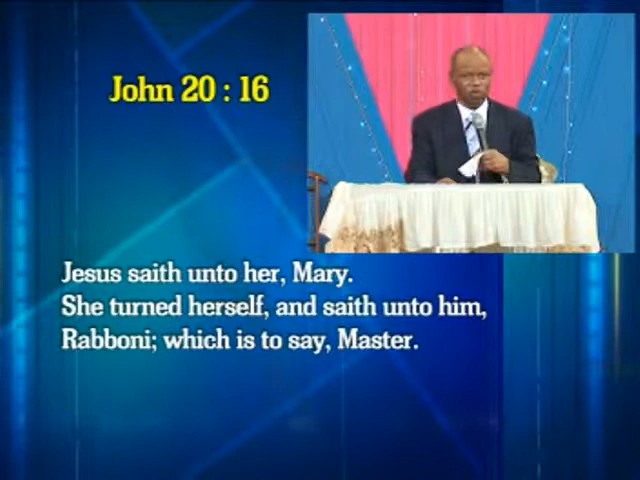 John 20 : 16
Jesus saith unto her, Mary.
She turned herself, and saith unto him,
Rabboni; which is to say, Master.